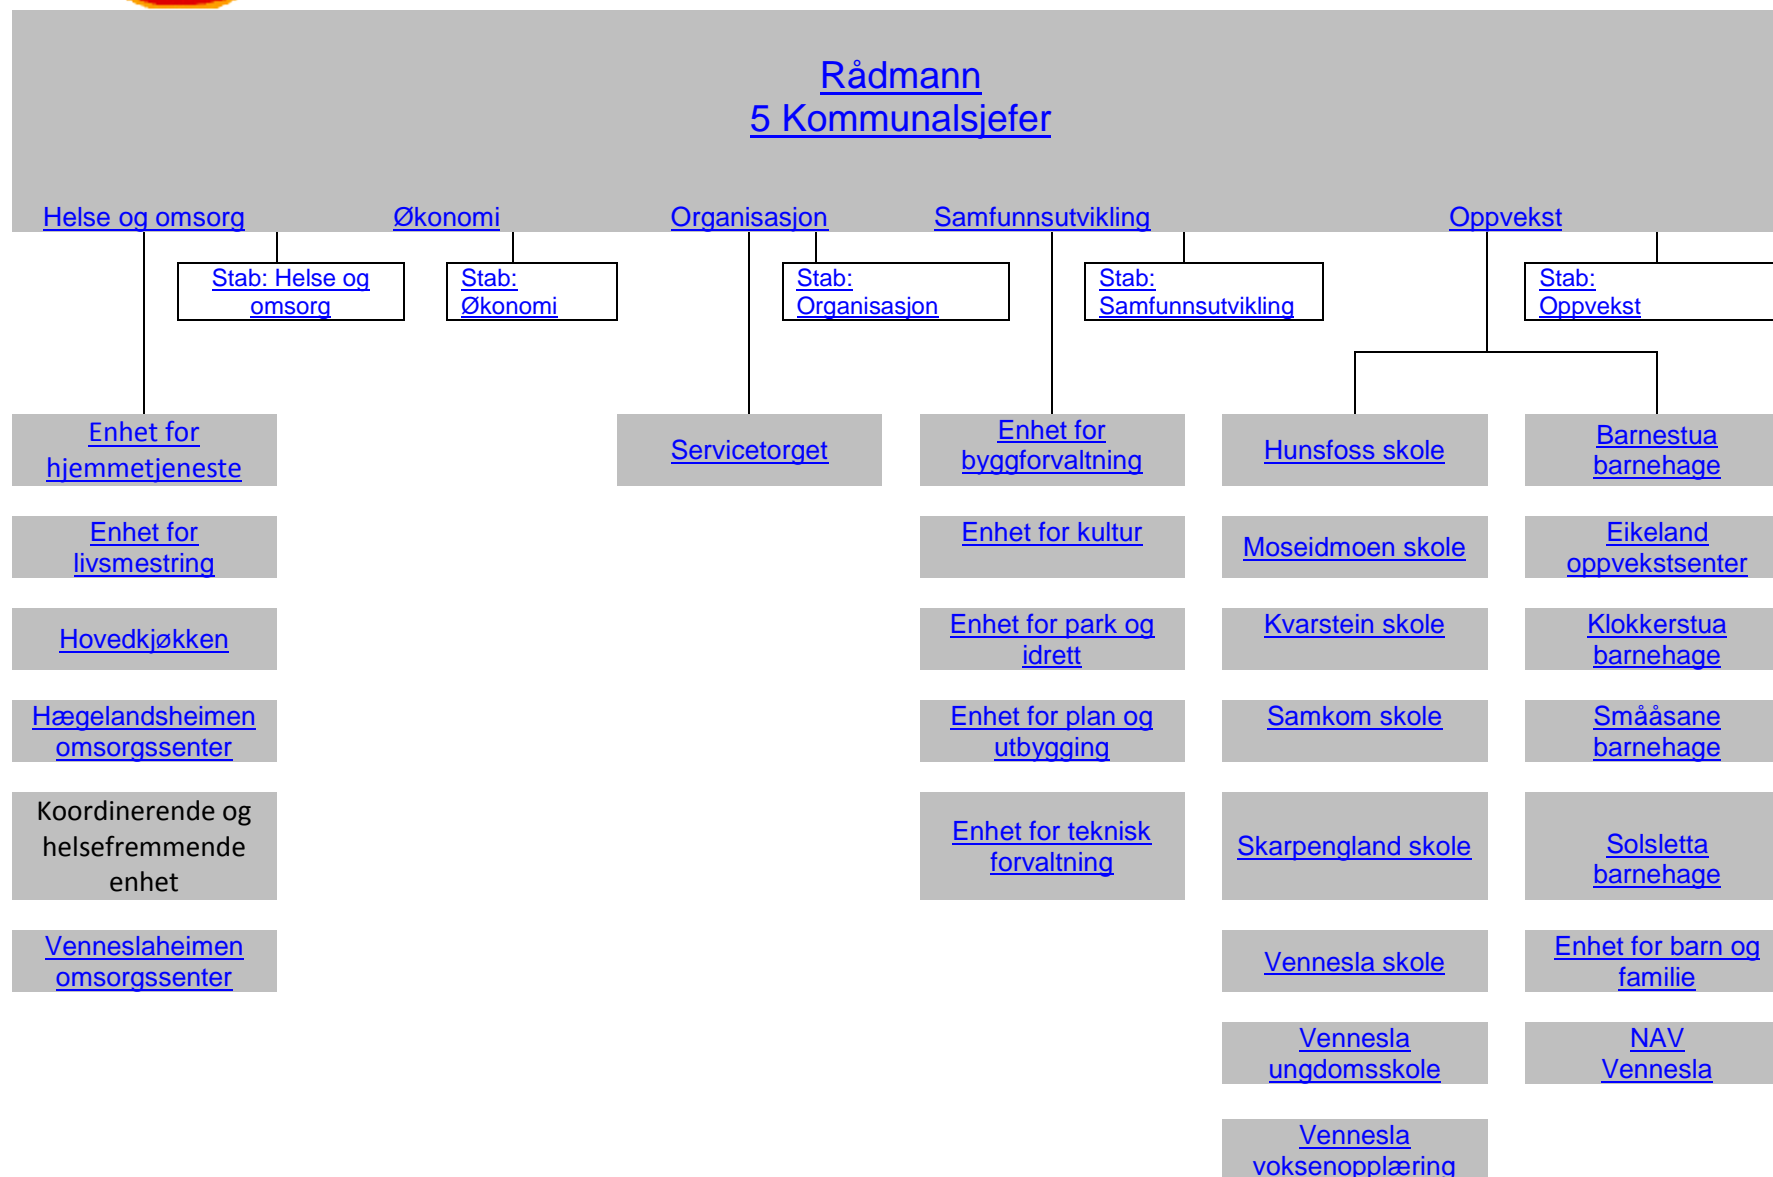 Rådmann
5 Kommunalsjefer
Helse og omsorg
Økonomi
Organisasjon
Samfunnsutvikling
Oppvekst
Stab: Helse og
omsorg
Stab:
Økonomi
Stab:
Organisasjon
Stab:
Samfunnsutvikling
Stab:
Oppvekst
Enhet for
hjemmetjeneste
Enhet for
livsmestring
Hovedkjøkken
Hægelandsheimen
omsorgssenter
Koordinerende og
helsefremmende
enhet
Venneslaheimen
omsorgssenter
Servicetorget
Enhet for
byggforvaltning
Enhet for kultur
Enhet for park og
idrett
Enhet for plan og
utbygging
Enhet for teknisk
forvaltning
Hunsfoss skole
Moseidmoen skole
Kvarstein skole
Samkom skole
Skarpengland skole
Vennesla skole
Vennesla
ungdomsskole
Vennesla
voksenopplæring
Barnestua
barnehage
Eikeland
oppvekstsenter
Klokkerstua
barnehage
Smååsane
barnehage
Solsletta
barnehage
Enhet for barn og
familie
NAV
Vennesla